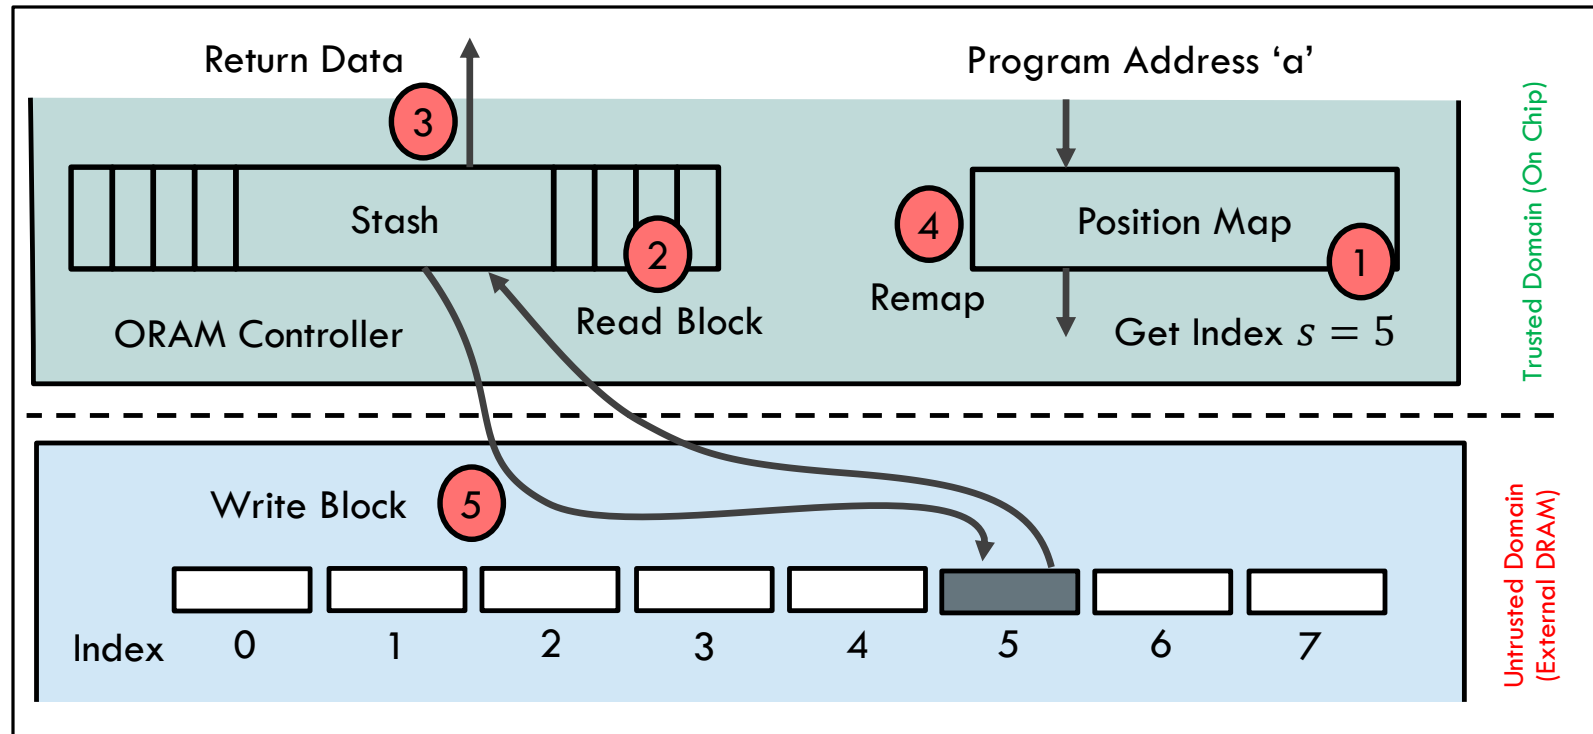 Return Data
Program Address ‘a’
3
Stash
2
Read Block
ORAM Controller
4
Remap
Position Map
1
Get Index s = 5
Trusted Domain (On Chip)
Write Block
5
Index
0 1 2 3 4 5 6 7
Untrusted Domain
(External DRAM)